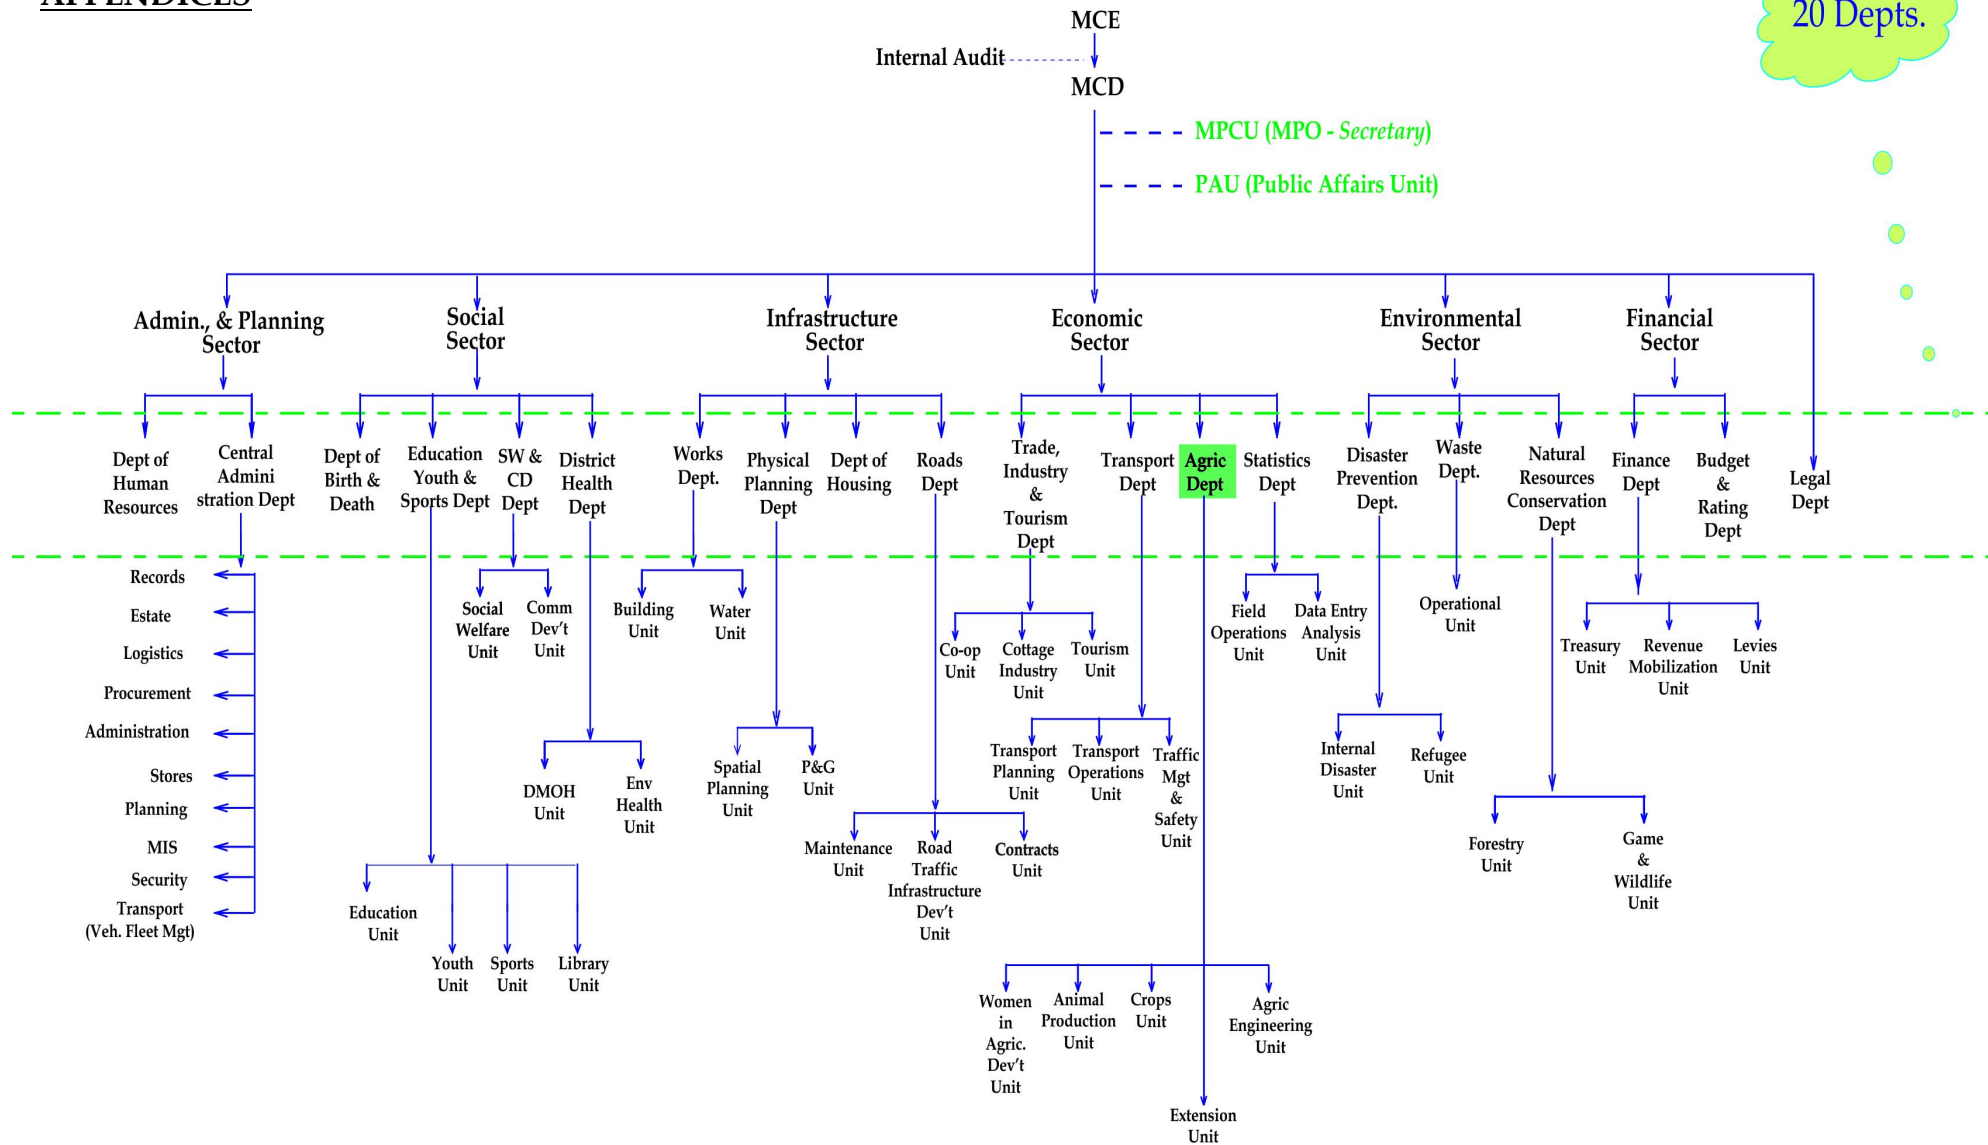 APPENDICES
20 Depts.
MCE
Internal Audit
MCD
MPCU (MPO - Secretary)
PAU (Public Affairs Unit)
Admin., & Planning
Sector
Social
Sector
Infrastructure
Sector
Economic
Sector
Environmental
Sector
Financial
Sector
Dept of
Human
Resources
Central
Admini
stration Dept
Dept of
Birth &
Death
Education
Youth &
Sports Dept
SW &
CD
Dept
District
Health
Dept
Works
Dept.
Physical
Planning
Dept
Dept of
Housing
Roads
Dept
Trade,
Industry
&
Tourism
Dept
Transport
Dept
Agric
Dept
Statistics
Dept
Disaster
Prevention
Dept.
Waste
Dept.
Natural
Resources
Conservation
Dept
Finance
Dept
Budget
&
Rating
Dept
Legal
Dept
Records
Estate
Logistics
Procurement
Administration
Stores
Planning
MIS
Security
Transport
(Veh. Fleet Mgt)
Education
Unit
Youth
Unit
Sports
Unit
Library
Unit
Social
Welfare
Unit
Comm
Dev't
Unit
DMOH
Unit
Env
Health
Unit
Building
Unit
Water
Unit
Spatial
Planning
Unit
P&G
Unit
Maintenance
Unit
Road
Traffic
Infrastructure
Dev't
Unit
Contracts
Unit
Co-op
Unit
Cottage
Industry
Unit
Tourism
Unit
Transport
Planning
Unit
Transport
Operations
Unit
Traffic
Mgt
&
Safety
Unit
Women
in
Agric.
Dev't
Unit
Animal
Production
Unit
Crops
Unit
Agric
Engineering
Unit
Extension
Unit
Field
Operations
Unit
Data Entry
Analysis
Unit
Internal
Disaster
Unit
Refugee
Unit
Operational
Unit
Forestry
Unit
Game
&
Wildlife
Unit
Treasury
Unit
Revenue
Mobilization
Unit
Levies
Unit